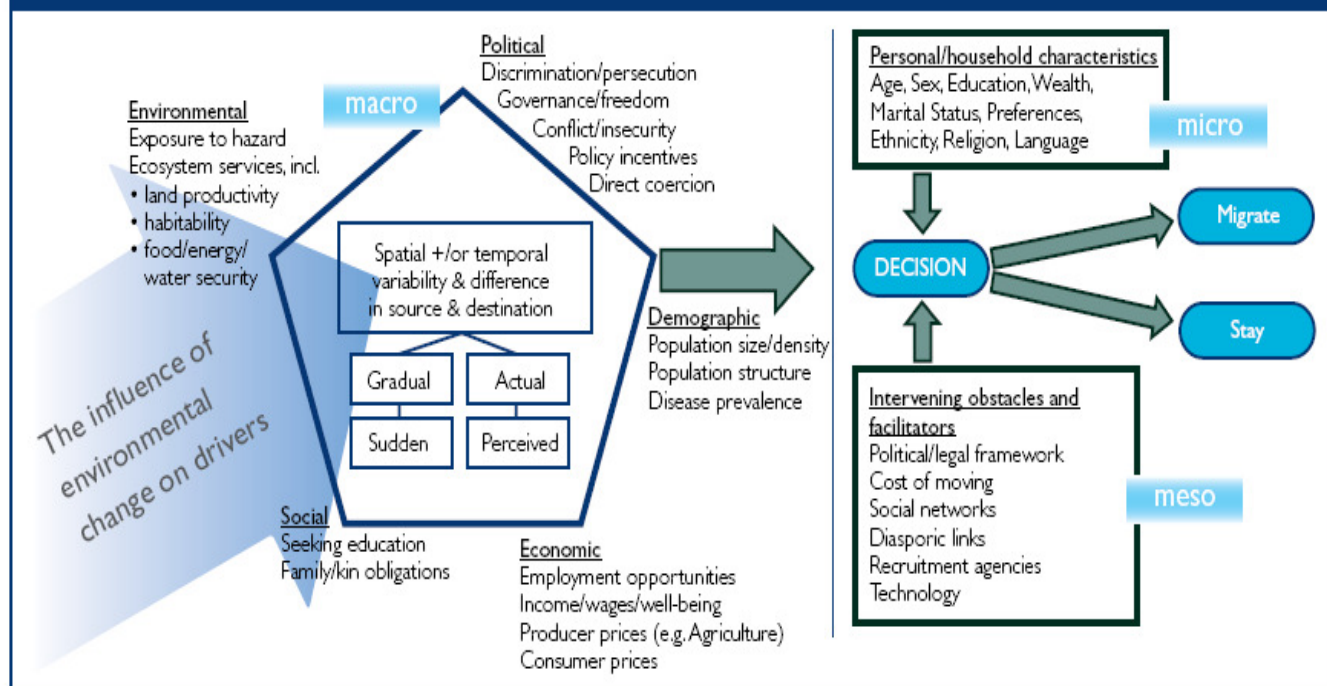 Political
Discrimination/persecution
Governance/freedom
Conflict/insecurity
Policy incentives
Direct coercion
macro
Environmental
Exposure to hazard
Ecosystem services, incl.
• land productivity
• habitability
• food/energy/
water security
Spatial +/or temporal
variability & difference
in source & destination
Gradual
Actual
Sudden
Perceived
The influence of
environmental
change on drivers
Demographic
Population size/density
Population structure
Disease prevalence
Social
Seeking education
Family/kin obligations
Economic
Employment opportunities
Income/wages/well-being
Producer prices (e.g. Agriculture)
Consumer prices
Personal/household characteristics
Age, Sex, Education, Wealth,
Marital Status, Preferences,
Ethnicity, Religion, Language
micro
DECISION
Migrate
Stay
Intervening obstacles and
facilitators
Political/legal framework
Cost of moving
Social networks
Diasporic links
Recruitment agencies
Technology
meso